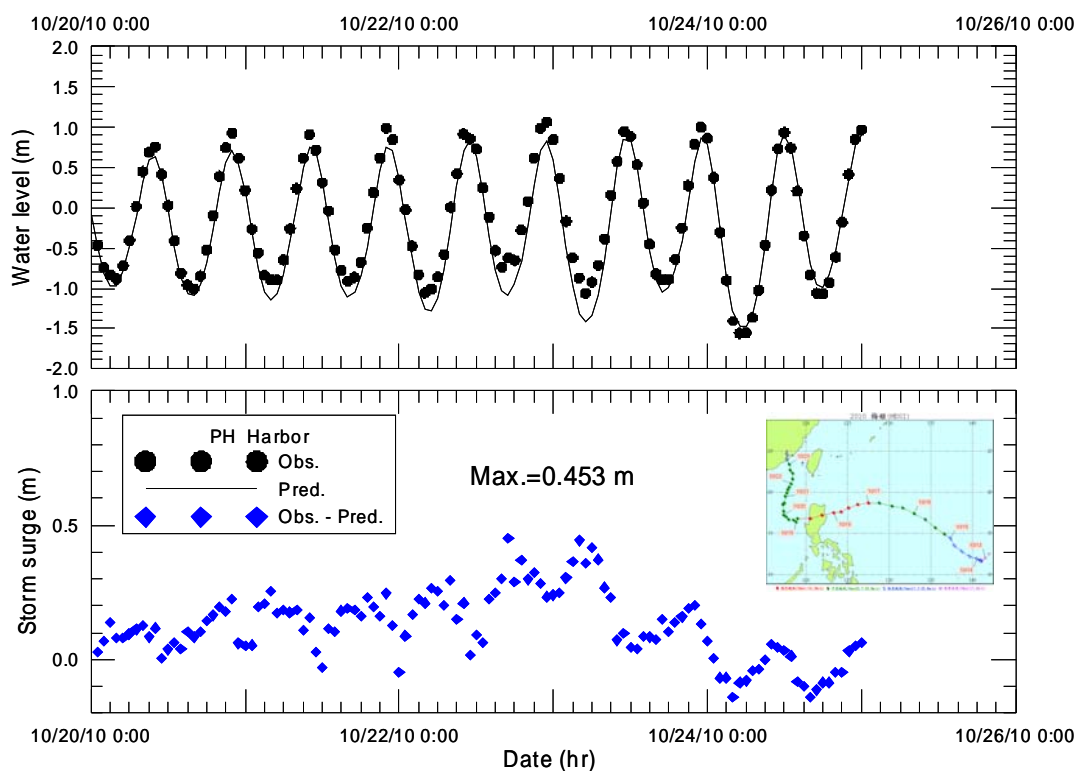 10/20/10 0:00 10/22/10 0:00 10/24/10 0:00 10/26/10 0:00
2.0
1.5
1.0
0.5
0.0
-0.5
-1.0
-1.5
-2.0
Water level (m)
1.0
0.5
0.0
Storm surge (m)
PH Harbor
Obs.
Pred.
Obs. - Pred.
Max.=0.453 m
10/20/10 0:00 10/22/10 0:00 10/24/10 0:00 10/26/10 0:00
Date (hr)